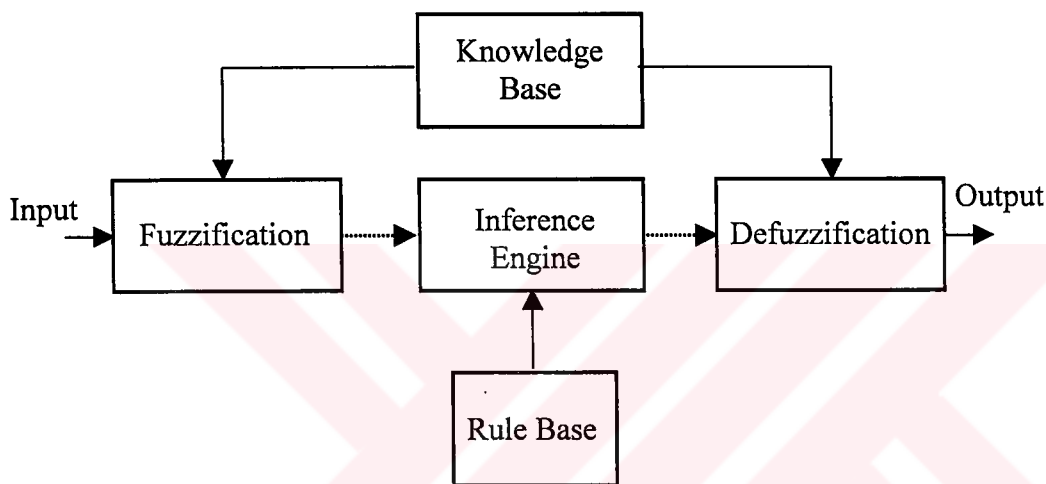 Knowledge
Base
Input
Fuzzification
Inference
Engine
Defuzzification
Output
Rule Base